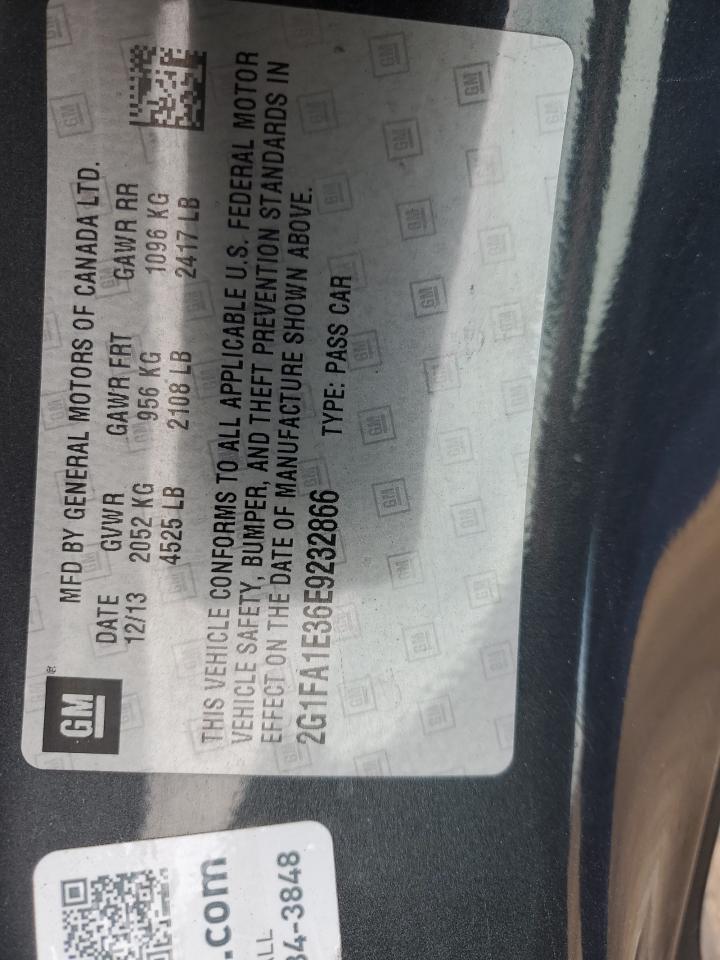 GM
MFD BY GENERAL MOTORS OF CANADA LTD.
DATE GVWR GAWR FRT GAWR RR
12/13 2052 KG 956 KG 1096 KG
4525 LB 2108 LB 2417 LB
THIS VEHICLE CONFORMS TO ALL APPLICABLE U.S. FEDERAL MOTOR
VEHICLE SAFETY, BUMPER, AND THEFT PREVENTION STANDARDS IN
EFFECT ON THE DATE OF MANUFACTURE SHOWN ABOVE.
2G1FA1E36E9232866 TYPE: PASS CAR
.com
34-3848